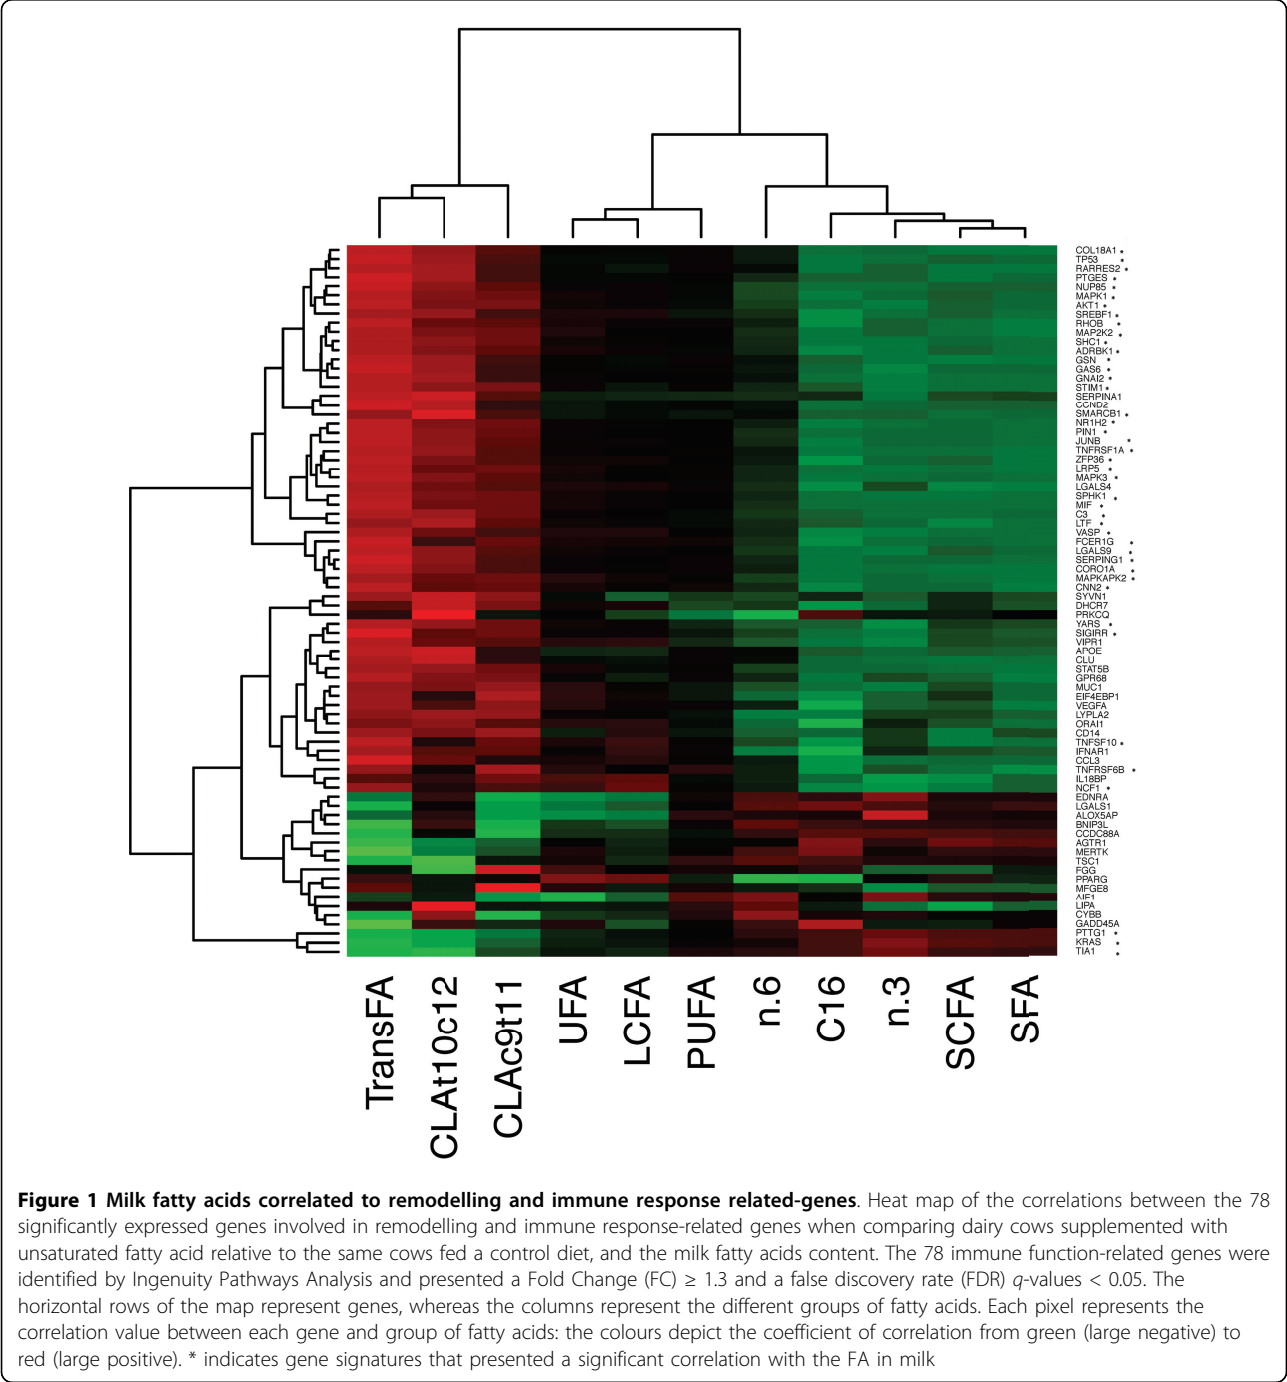 COL18A1 *
TP53 *
RARRES2 *
PTGES *
NUP85 *
MAPK1 *
AKT1 *
SREBF1 *
RHOB *
MAP2K2 *
SHC1 *
ADRBK1 *
GSN *
GAS6 *
GNAI2 *
STIM1 *
SERPINA1
CCND2
SMARCB1 *
NR1H2 *
PIN1 *
JUNB *
TNFRSF1A *
ZFP36 *
LRP5 *
MAPK3 *
LGALS4
SPHK1 *
MIF *
C3 *
LTF *
VASP *
FCER1G *
LGALS9 *
SERPING1 *
CORO1A *
MAPKAPK2 *
CNN2 *
SYVN1
DHCR7
PRKCQ
YARS *
SIGIRR *
VIPR1
APOE
CLU
STAT5B
GPR68
MUC1
EIF4EBP1
VEGFA
LYPLA2
ORAI1
CD14
TNFSF10 *
IFNAR1
CCL3
TNFRSF6B *
IL18BP
NCF1 *
EDNRA
LGALS1
ALOX5AP
BNIP3L
CCDC88A
AGTR1
MERTK
TSC1
FGG
PPARG
MFGE8
AIF1
LIPA
CYBB
GADD45A
PTTG1 *
KRAS *
TIA1 *
TransFA
CLAt10c12
CLAc9t11
UFA
LCFA
PUFA
n.6
C16
n.3
SCFA
SFA
Figure 1 Milk fatty acids correlated to remodelling and immune response related-genes. Heat map of the correlations between the 78
significantly expressed genes involved in remodelling and immune response-related genes when comparing dairy cows supplemented with
unsaturated fatty acid relative to the same cows fed a control diet, and the milk fatty acids content. The 78 immune function-related genes were
identified by Ingenuity Pathways Analysis and presented a Fold Change (FC) ≥ 1.3 and a false discovery rate (FDR) q-values < 0.05. The
horizontal rows of the map represent genes, whereas the columns represent the different groups of fatty acids. Each pixel represents the
correlation value between each gene and group of fatty acids: the colours depict the coefficient of correlation from green (large negative) to
red (large positive). * indicates gene signatures that presented a significant correlation with the FA in milk